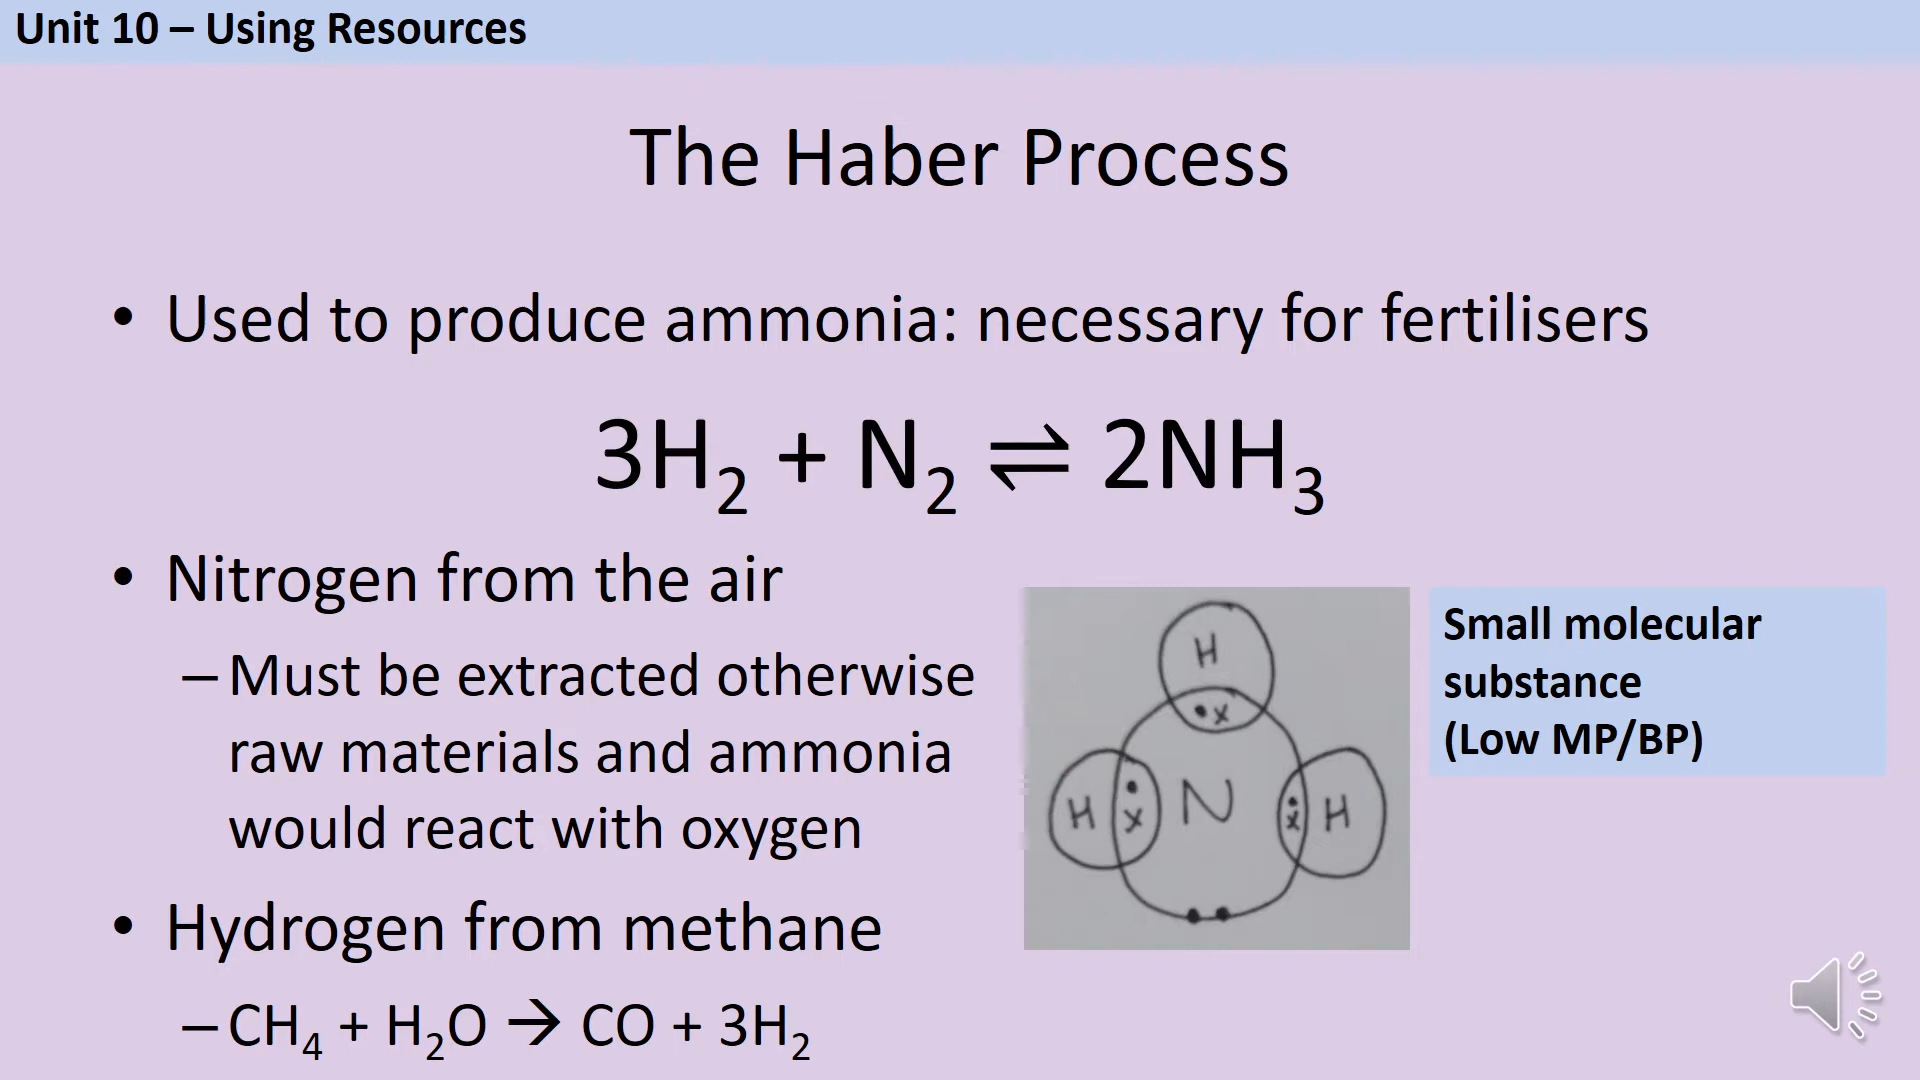 Unit 10 – Using Resources
The Haber Process
• Used to produce ammonia: necessary for fertilisers
3H₂ + N₂ ⇌ 2NH₃
• Nitrogen from the air
– Must be extracted otherwise
raw materials and ammonia
would react with oxygen
• Hydrogen from methane
– CH₄ + H₂O → CO + 3H₂
H
• x
H • x N • x H
Small molecular
substance
(Low MP/BP)